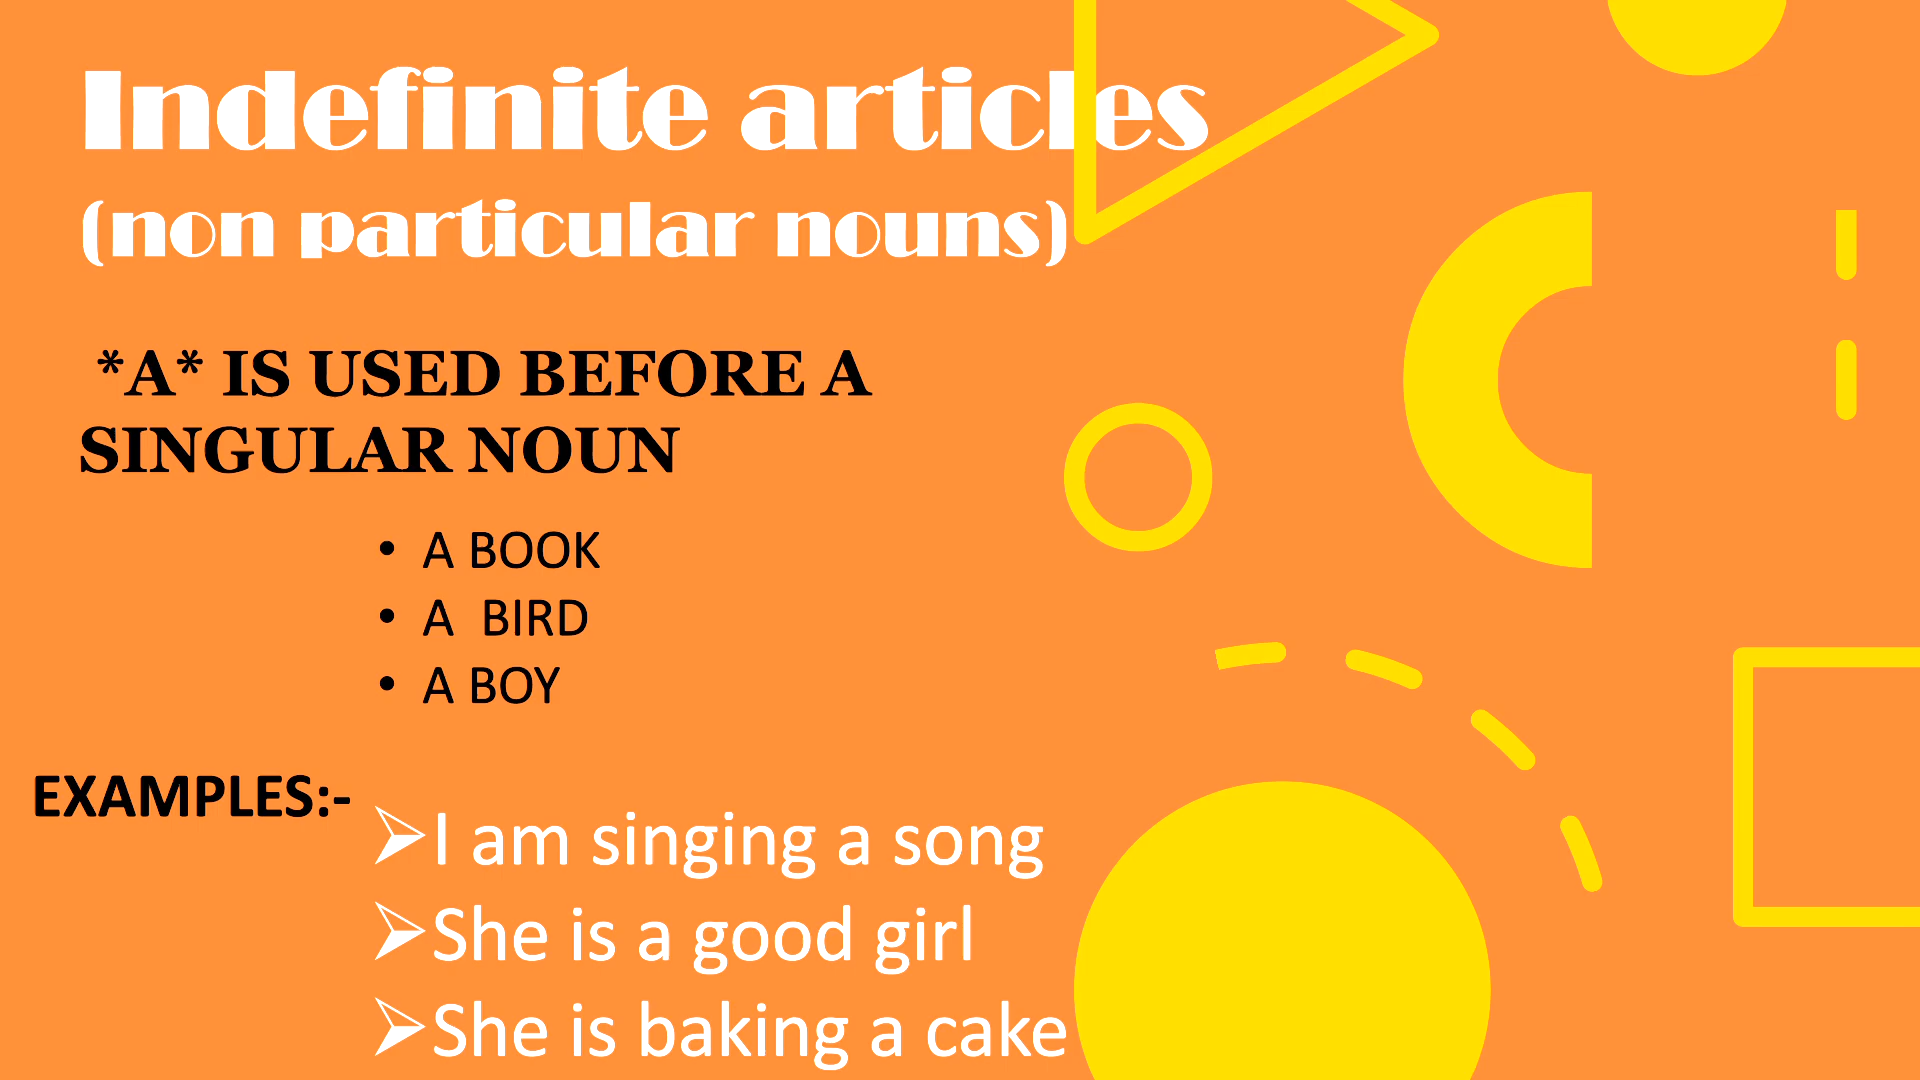 Indefinite articles
(non particular nouns)
*A* IS USED BEFORE A
SINGULAR NOUN
• A BOOK
• A  BIRD
• A BOY
EXAMPLES:-
➢I am singing a song
➢She is a good girl
➢She is baking a cake